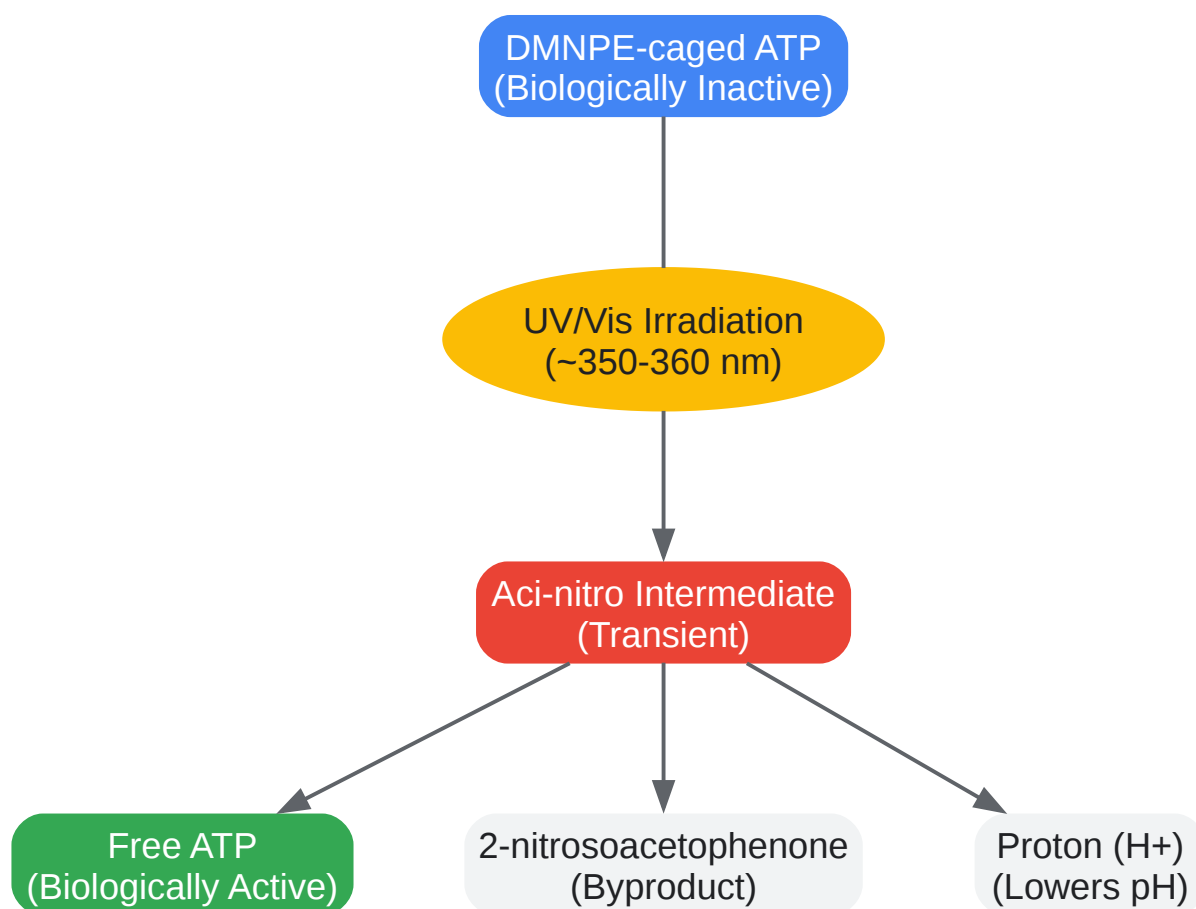 DMNPE-caged ATP
(Biologically Inactive)
UV/Vis Irradiation
(~350-360 nm)
Aci-nitro Intermediate
(Transient)
Free ATP
(Biologically Active)
2-nitrosoacetophenone
(Byproduct)
Proton (H+)
(Lowers pH)